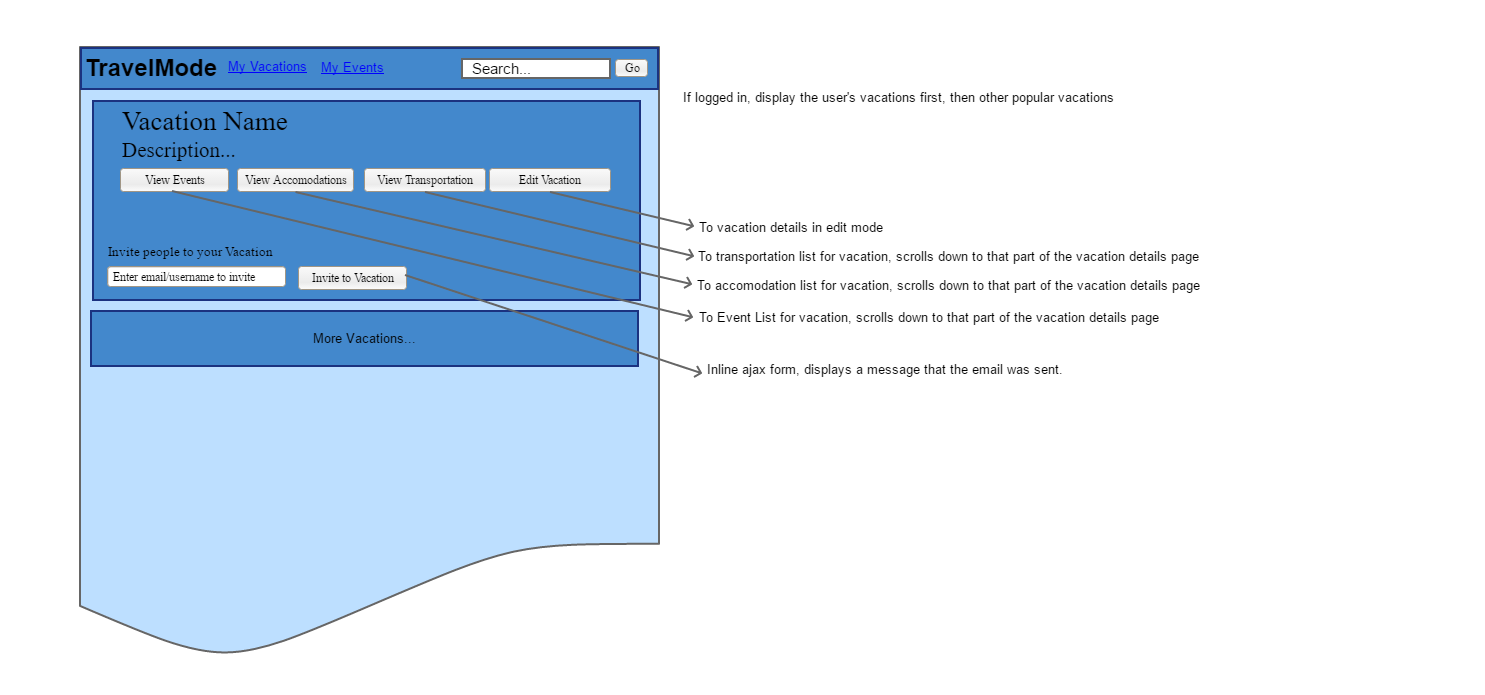 TravelMode My Vacations My Events Search... Go
If logged in, display the user's vacations first, then other popular vacations
Vacation Name
Description...
View Events View Accomodations View Transportation Edit Vacation
To vacation details in edit mode
To transportation list for vacation, scrolls down to that part of the vacation details page
To accomodation list for vacation, scrolls down to that part of the vacation details page
To Event List for vacation, scrolls down to that part of the vacation details page
Invite people to your Vacation
Enter email/username to invite Invite to Vacation
Inline ajax form, displays a message that the email was sent.
More Vacations...